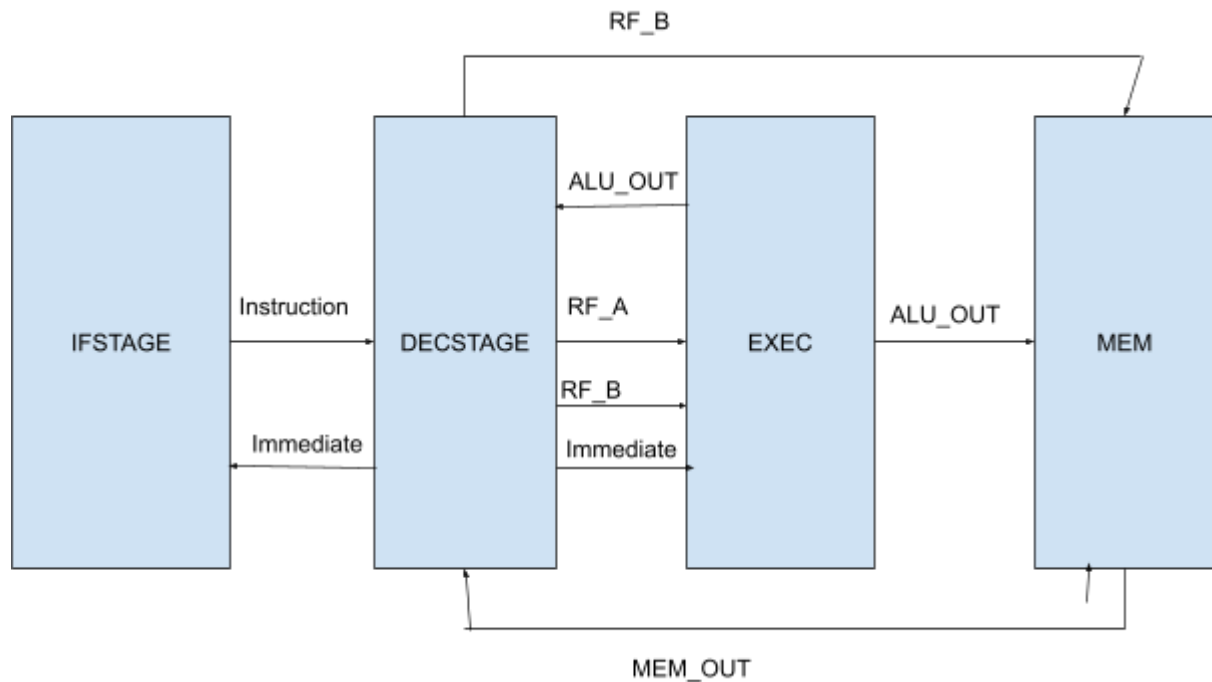 RF_B
ALU_OUT
Instruction
RF_A
ALU_OUT
IFSTAGE
DECSTAGE
EXEC
MEM
RF_B
Immediate
Immediate
MEM_OUT